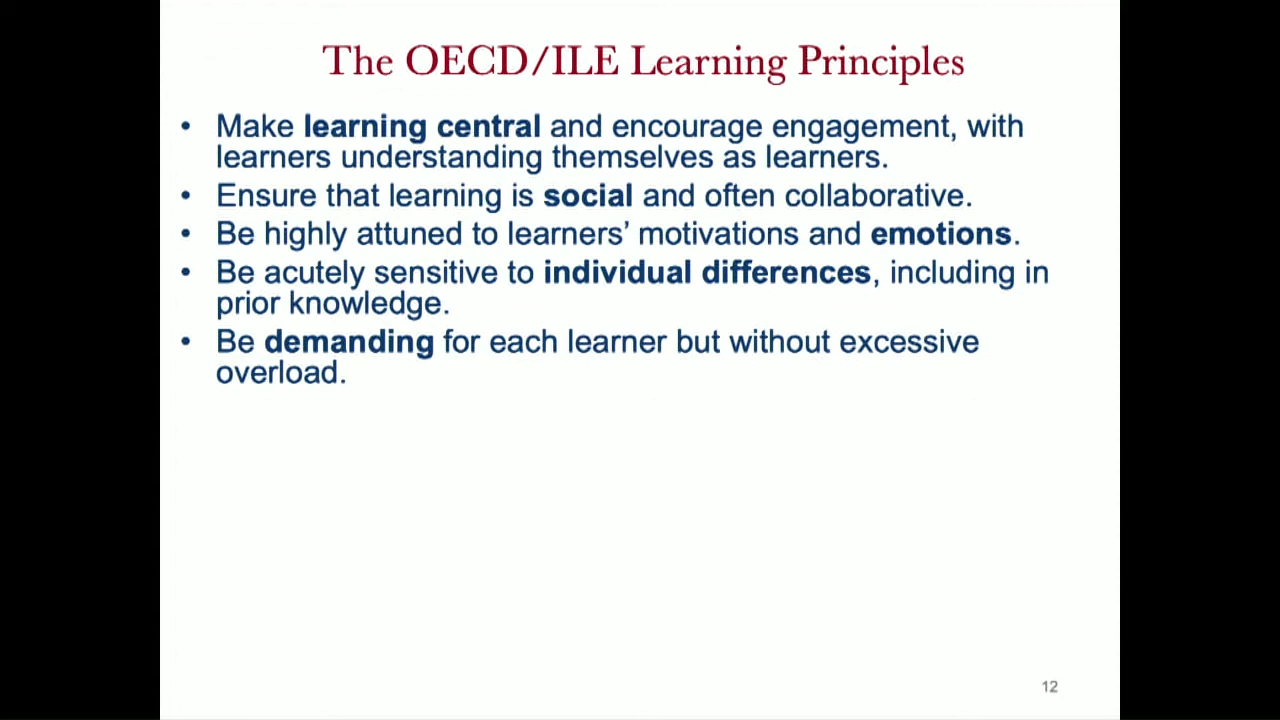 The OECD/ILE Learning Principles
• Make learning central and encourage engagement, with
learners understanding themselves as learners.
• Ensure that learning is social and often collaborative.
• Be highly attuned to learners’ motivations and emotions.
• Be acutely sensitive to individual differences, including in
prior knowledge.
• Be demanding for each learner but without excessive
overload.
12